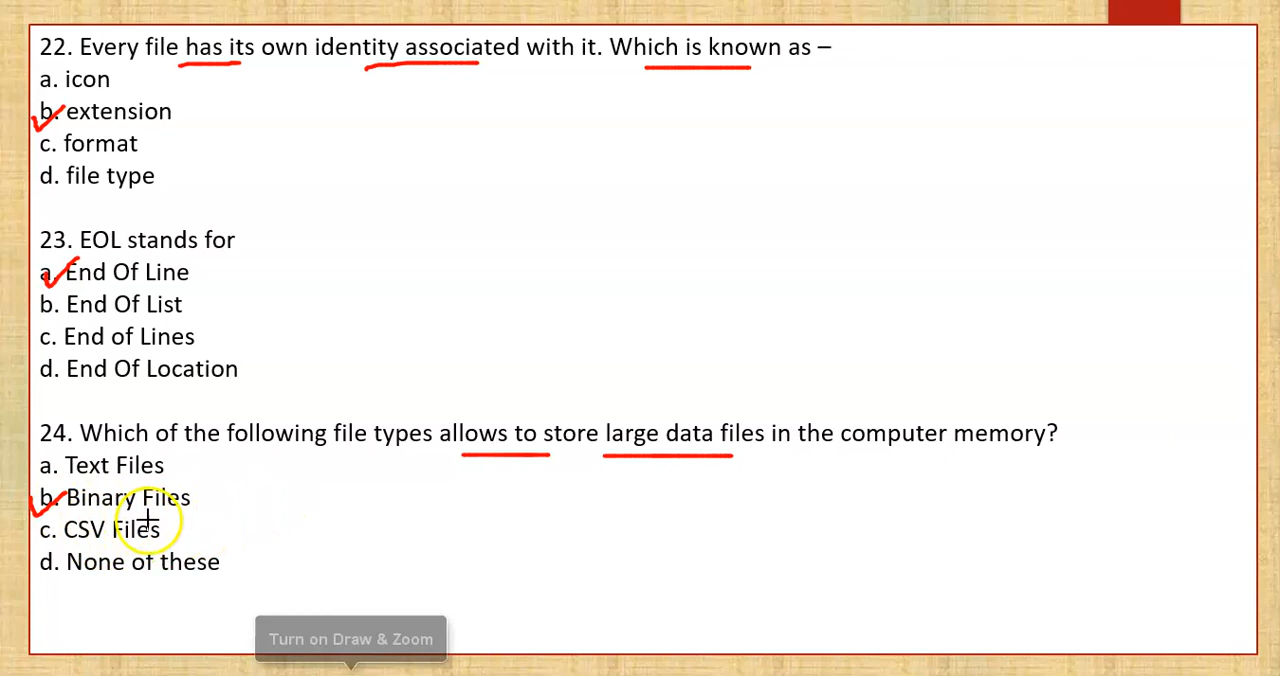 22. Every file has its own identity associated with it. Which is known as –
a. icon
b. extension
c. format
d. file type
23. EOL stands for
a. End Of Line
b. End Of List
c. End of Lines
d. End Of Location
24. Which of the following file types allows to store large data files in the computer memory?
a. Text Files
b. Binary Files
c. CSV Files
d. None of these
Turn on Draw & Zoom